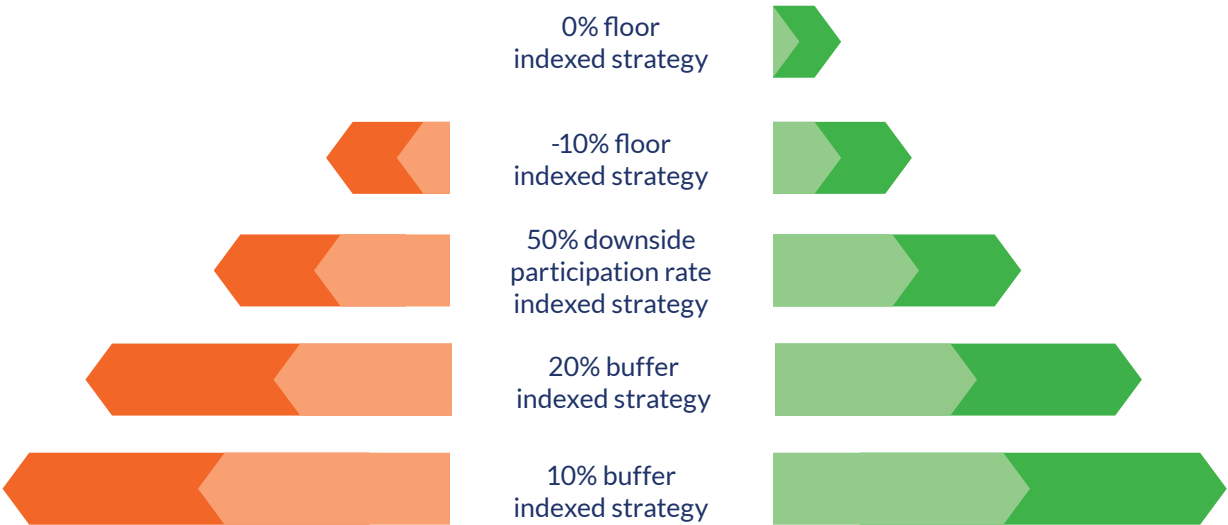 0% floor
indexed strategy
-10% floor
indexed strategy
50% downside
participation rate
indexed strategy
20% buffer
indexed strategy
10% buffer
indexed strategy